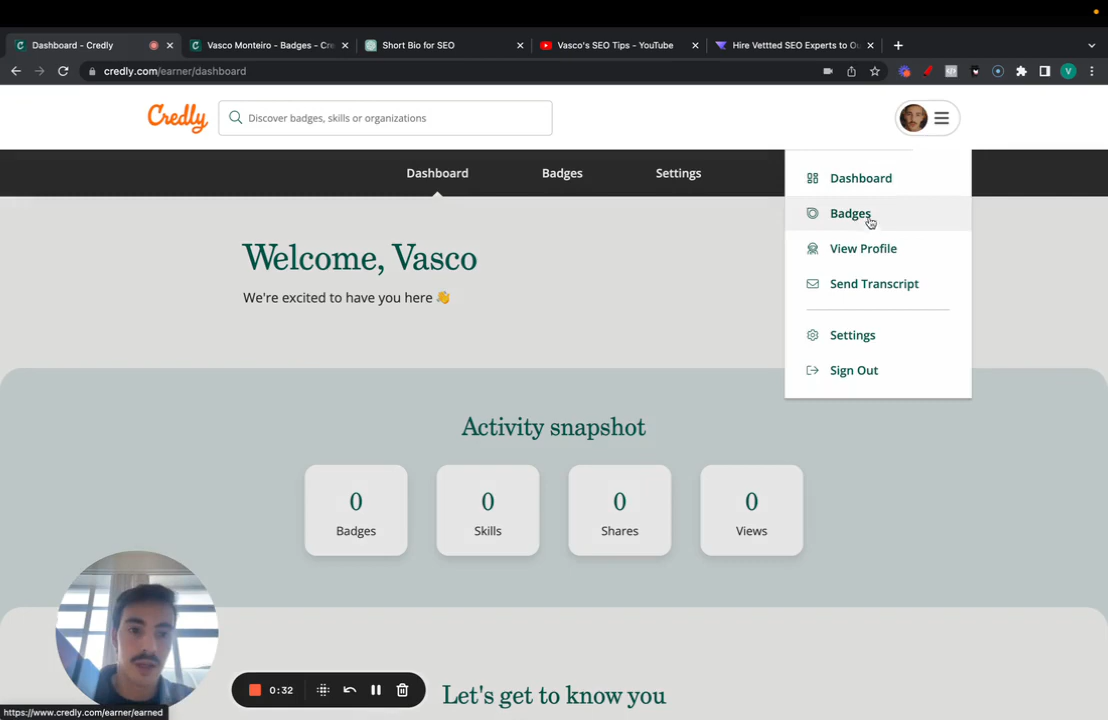 Dashboard - Credly
Vasco Monteiro - Badges - Cre
Short Bio for SEO
Vasco's SEO Tips - YouTube
Hire Vettted SEO Experts to Ou
credly.com/earner/dashboard
V
Credly
Discover badges, skills or organizations
Dashboard
Badges
Settings
Dashboard
Badges
View Profile
Send Transcript
Settings
Sign Out
Welcome, Vasco
We're excited to have you here 👋
Activity snapshot
0
Badges
0
Skills
0
Shares
0
Views
0:32
Let's get to know you
https://www.credly.com/earner/earned